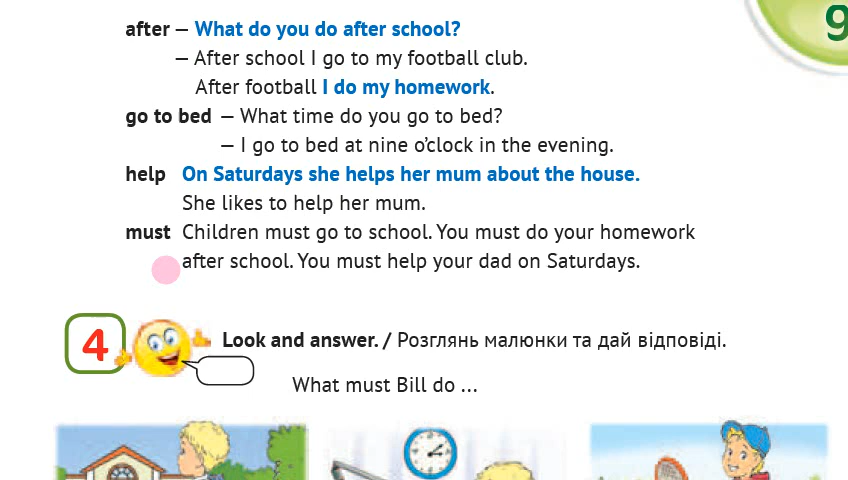 9
after — What do you do after school?
— After school I go to my football club.
After football I do my homework.
go to bed — What time do you go to bed?
— I go to bed at nine o’clock in the evening.
help On Saturdays she helps her mum about the house.
She likes to help her mum.
must Children must go to school. You must do your homework
after school. You must help your dad on Saturdays.
4 Look and answer. / Розглянь малюнки та дай відповіді.
What must Bill do ...